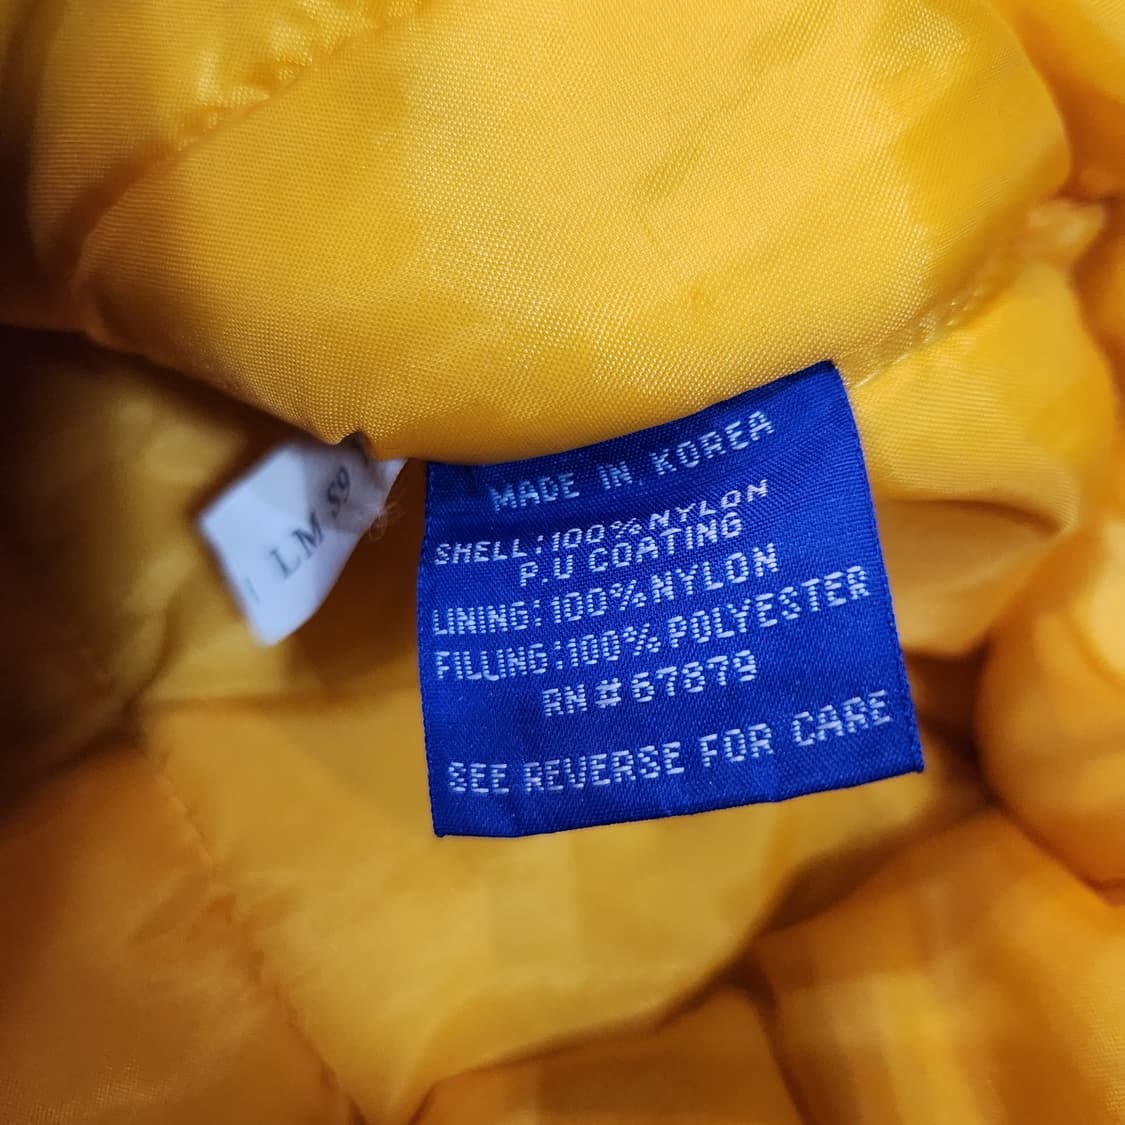 MADE IN KOREA
SHELL:100%NYLON
P.U COATING
LINING:100%NYLON
FILLING:100%POLYESTER
RN#67879
SEE REVERSE FOR CARE
LM